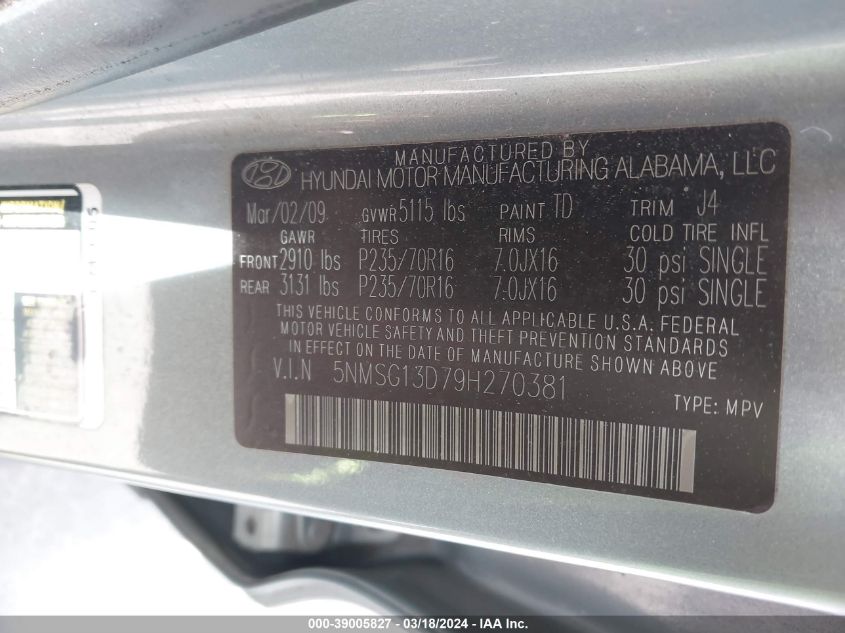 MANUFACTURED BY
HYUNDAI MOTOR MANUFACTURING ALABAMA, LLC
Mar/02/09 GVWR 5115 lbs PAINT TD TRIM J4
GAWR TIRES RIMS COLD TIRE INFL
FRONT 2910 lbs P235/70R16 7.0JX16 30 psi SINGLE
REAR 3131 lbs P235/70R16 7.0JX16 30 psi SINGLE
THIS VEHICLE CONFORMS TO ALL APPLICABLE U.S.A. FEDERAL
MOTOR VEHICLE SAFETY AND THEFT PREVENTION STANDARDS
IN EFFECT ON THE DATE OF MANUFACTURE SHOWN ABOVE
V.I.N 5NMSG13D79H270381
TYPE: MPV
000-39005827 - 03/18/2024 - IAA Inc.